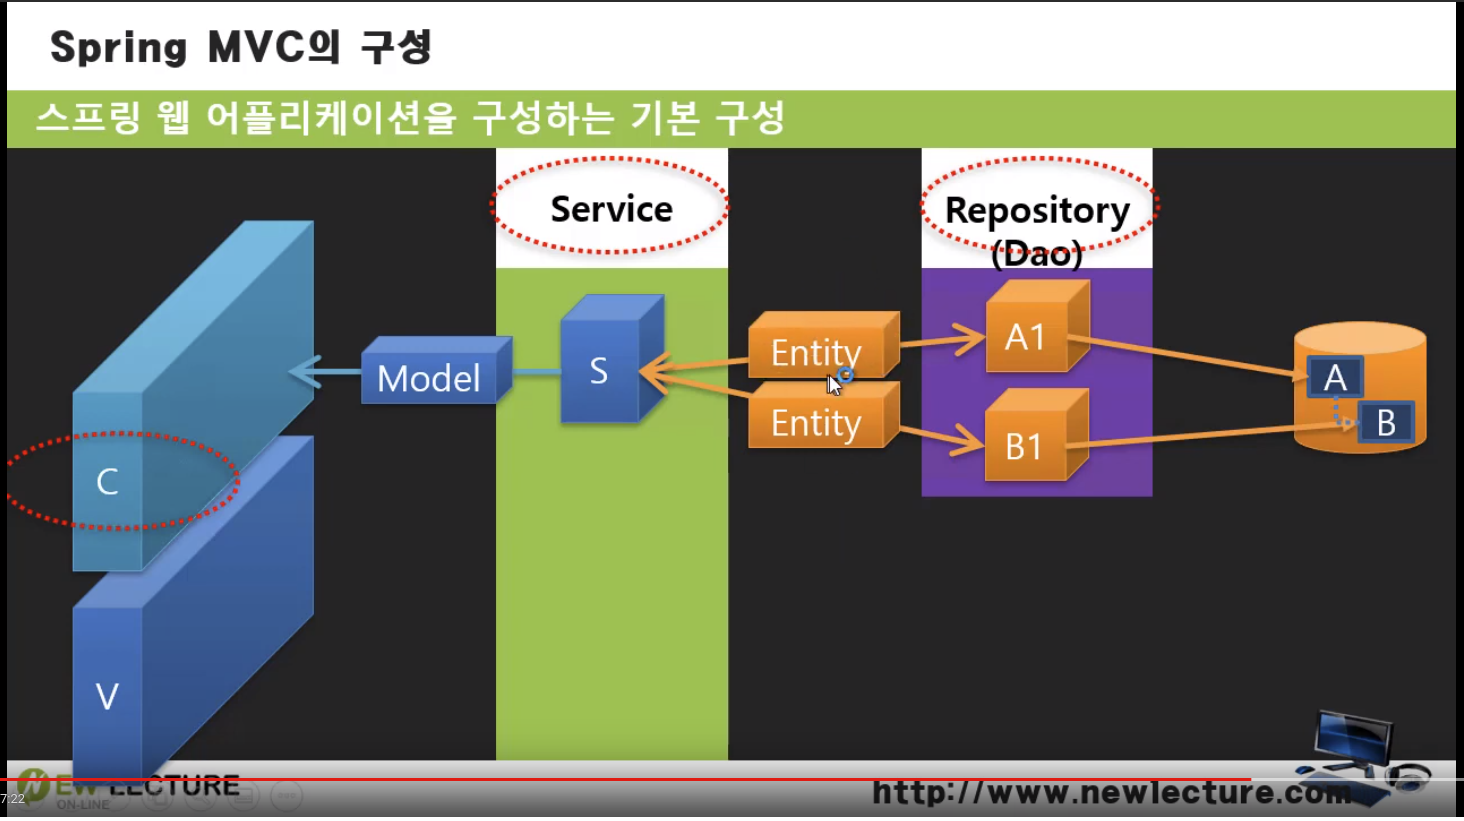 Spring MVC의 구성
스프링 웹 어플리케이션을 구성하는 기본 구성
Service
Repository
(Dao)
Entity
A1
Model
S
A
Entity
B1
B
C
V
NEW LECTURE
ON-LINE
7:22
http://www.newlecture.com